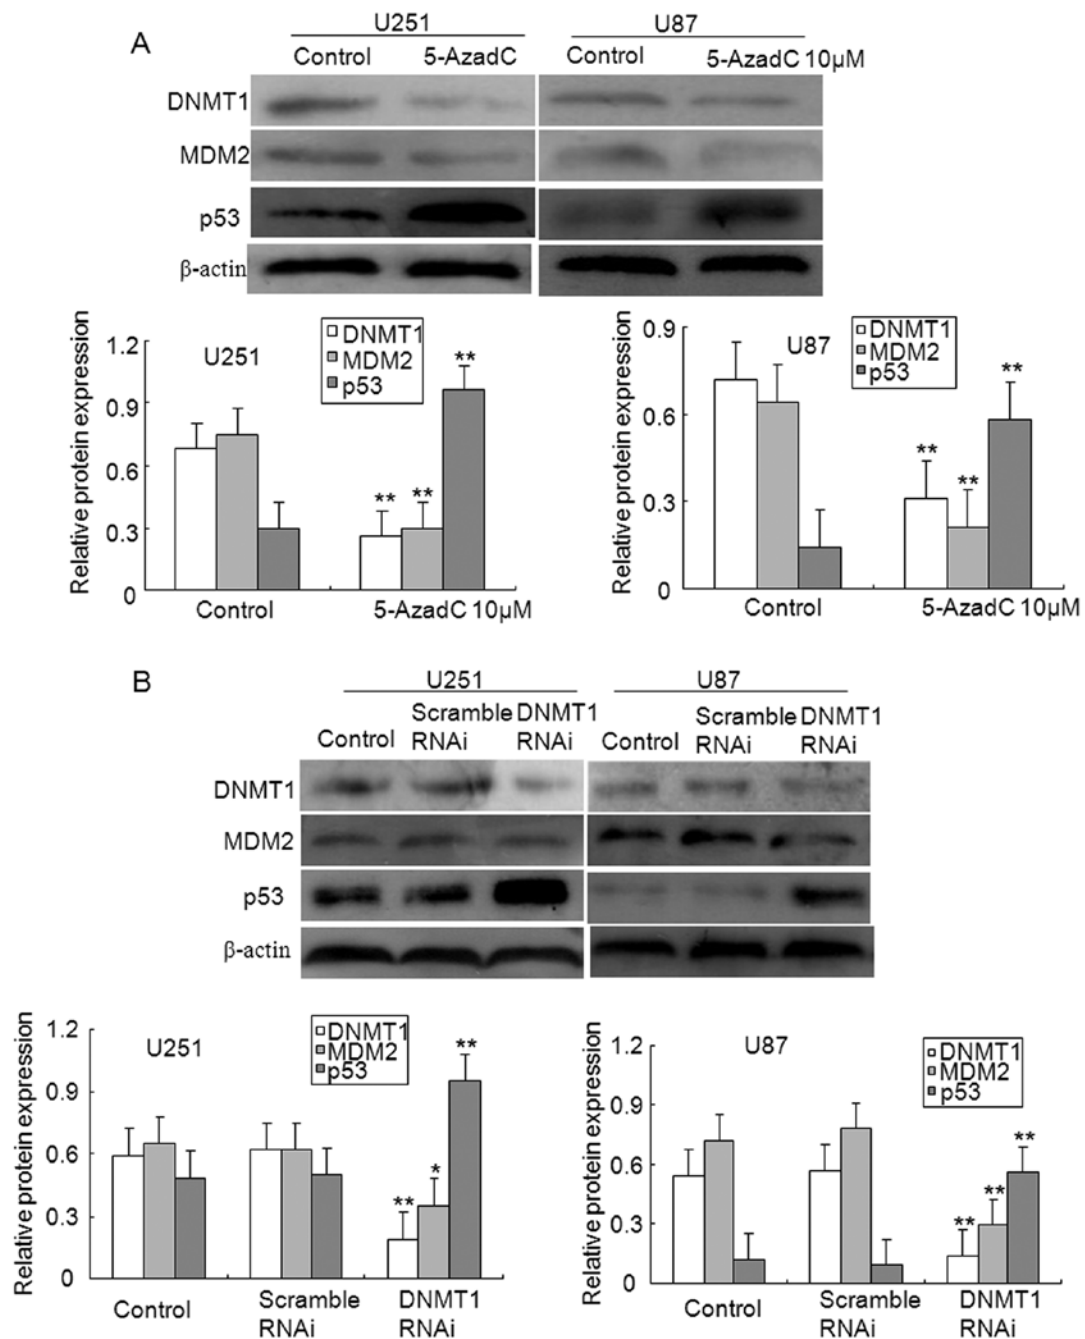 A
U251
U87
Control
5-AzadC
Control
5-AzadC 10μM
DNMT1
MDM2
p53
β-actin
Relative protein expression
1.2
0.9
0.6
0.3
0
U251
DNMT1
MDM2
p53
**
**
**
Control
5-AzadC 10μM
Relative protein expression
0.9
0.6
0.3
0
U87
DNMT1
MDM2
p53
**
**
**
Control
5-AzadC 10μM
B
U251
U87
Control
Scramble RNAi
DNMT1 RNAi
Control
Scramble RNAi
DNMT1 RNAi
DNMT1
MDM2
p53
β-actin
Relative protein expression
1.2
0.9
0.6
0.3
0
U251
DNMT1
MDM2
p53
**
*
**
Control
Scramble RNAi
DNMT1 RNAi
Relative protein expression
1.2
0.9
0.6
0.3
0
U87
DNMT1
MDM2
p53
**
**
**
Control
Scramble RNAi
DNMT1 RNAi